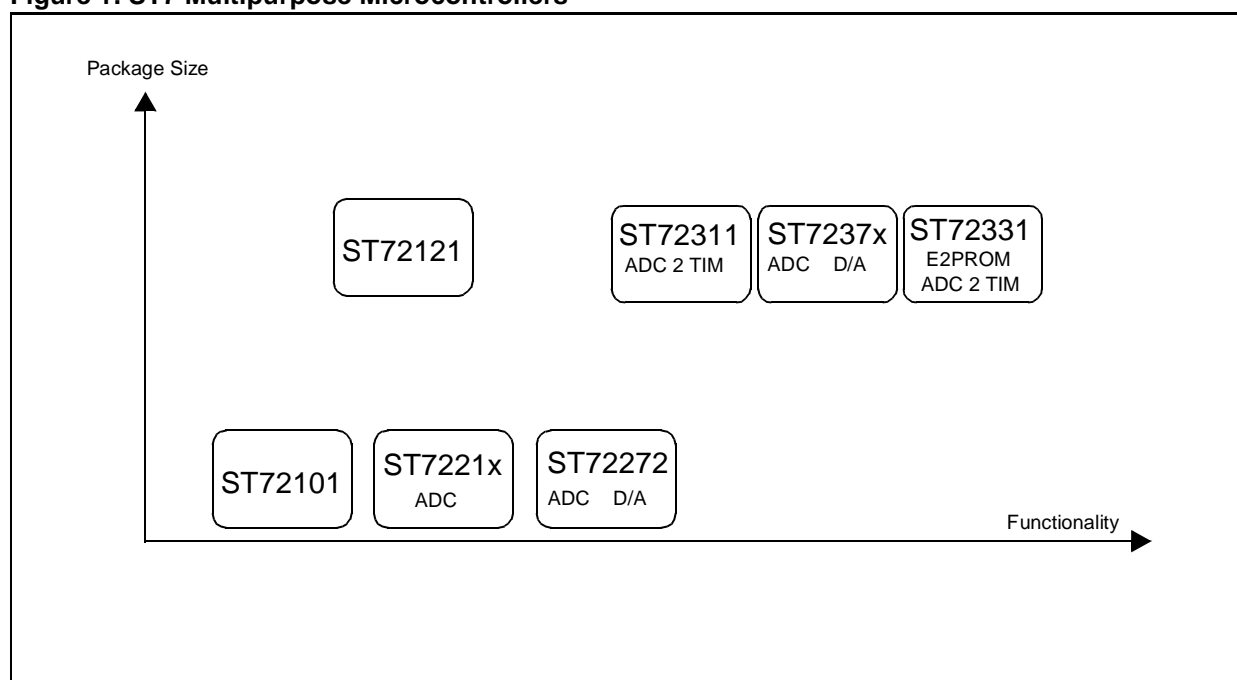 Figure 1. ST7 Multipurpose Microcontrollers
Package Size
ST72121
ST72311
ADC 2 TIM
ST7237x
ADC D/A
ST72331
E2PROM
ADC 2 TIM
ST72101
ST7221x
ADC
ST72272
ADC D/A
Functionality